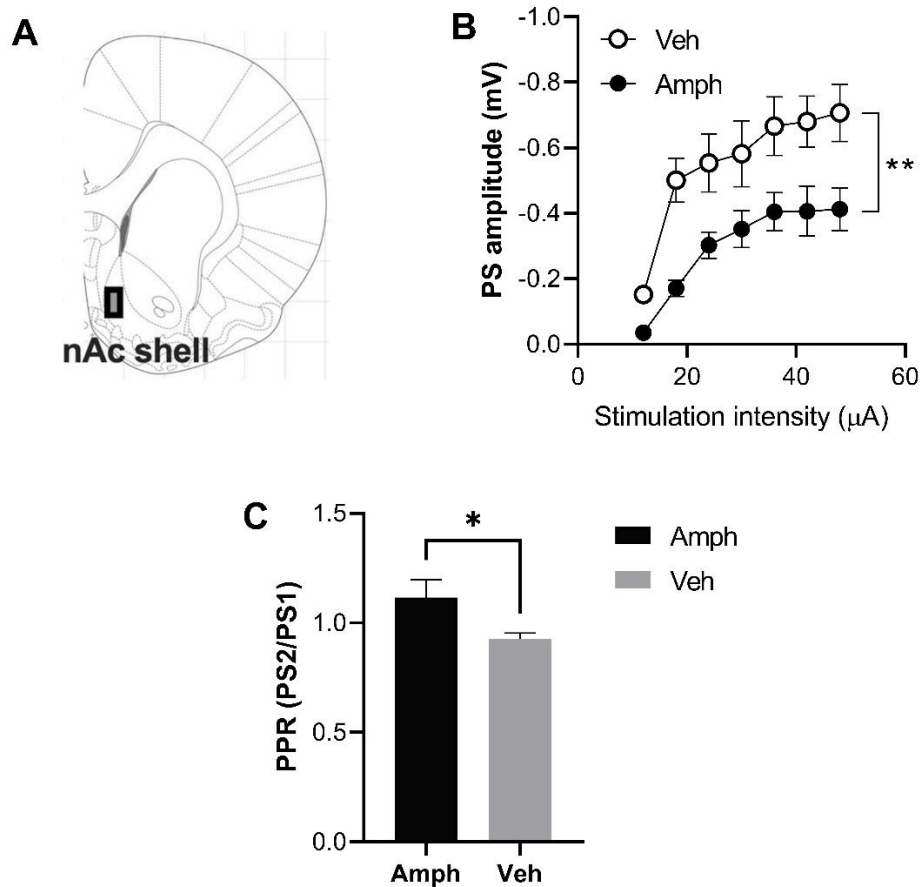 A
nAc shell
B
Veh
Amph
PS amplitude (mV)
-1.0
-0.8
-0.6
-0.4
-0.2
0.0
**
0 20 40 60
Stimulation intensity (μA)
C
PPR (PS2/PS1)
1.5
1.0
0.5
0.0
*
Amph Veh
Amph
Veh